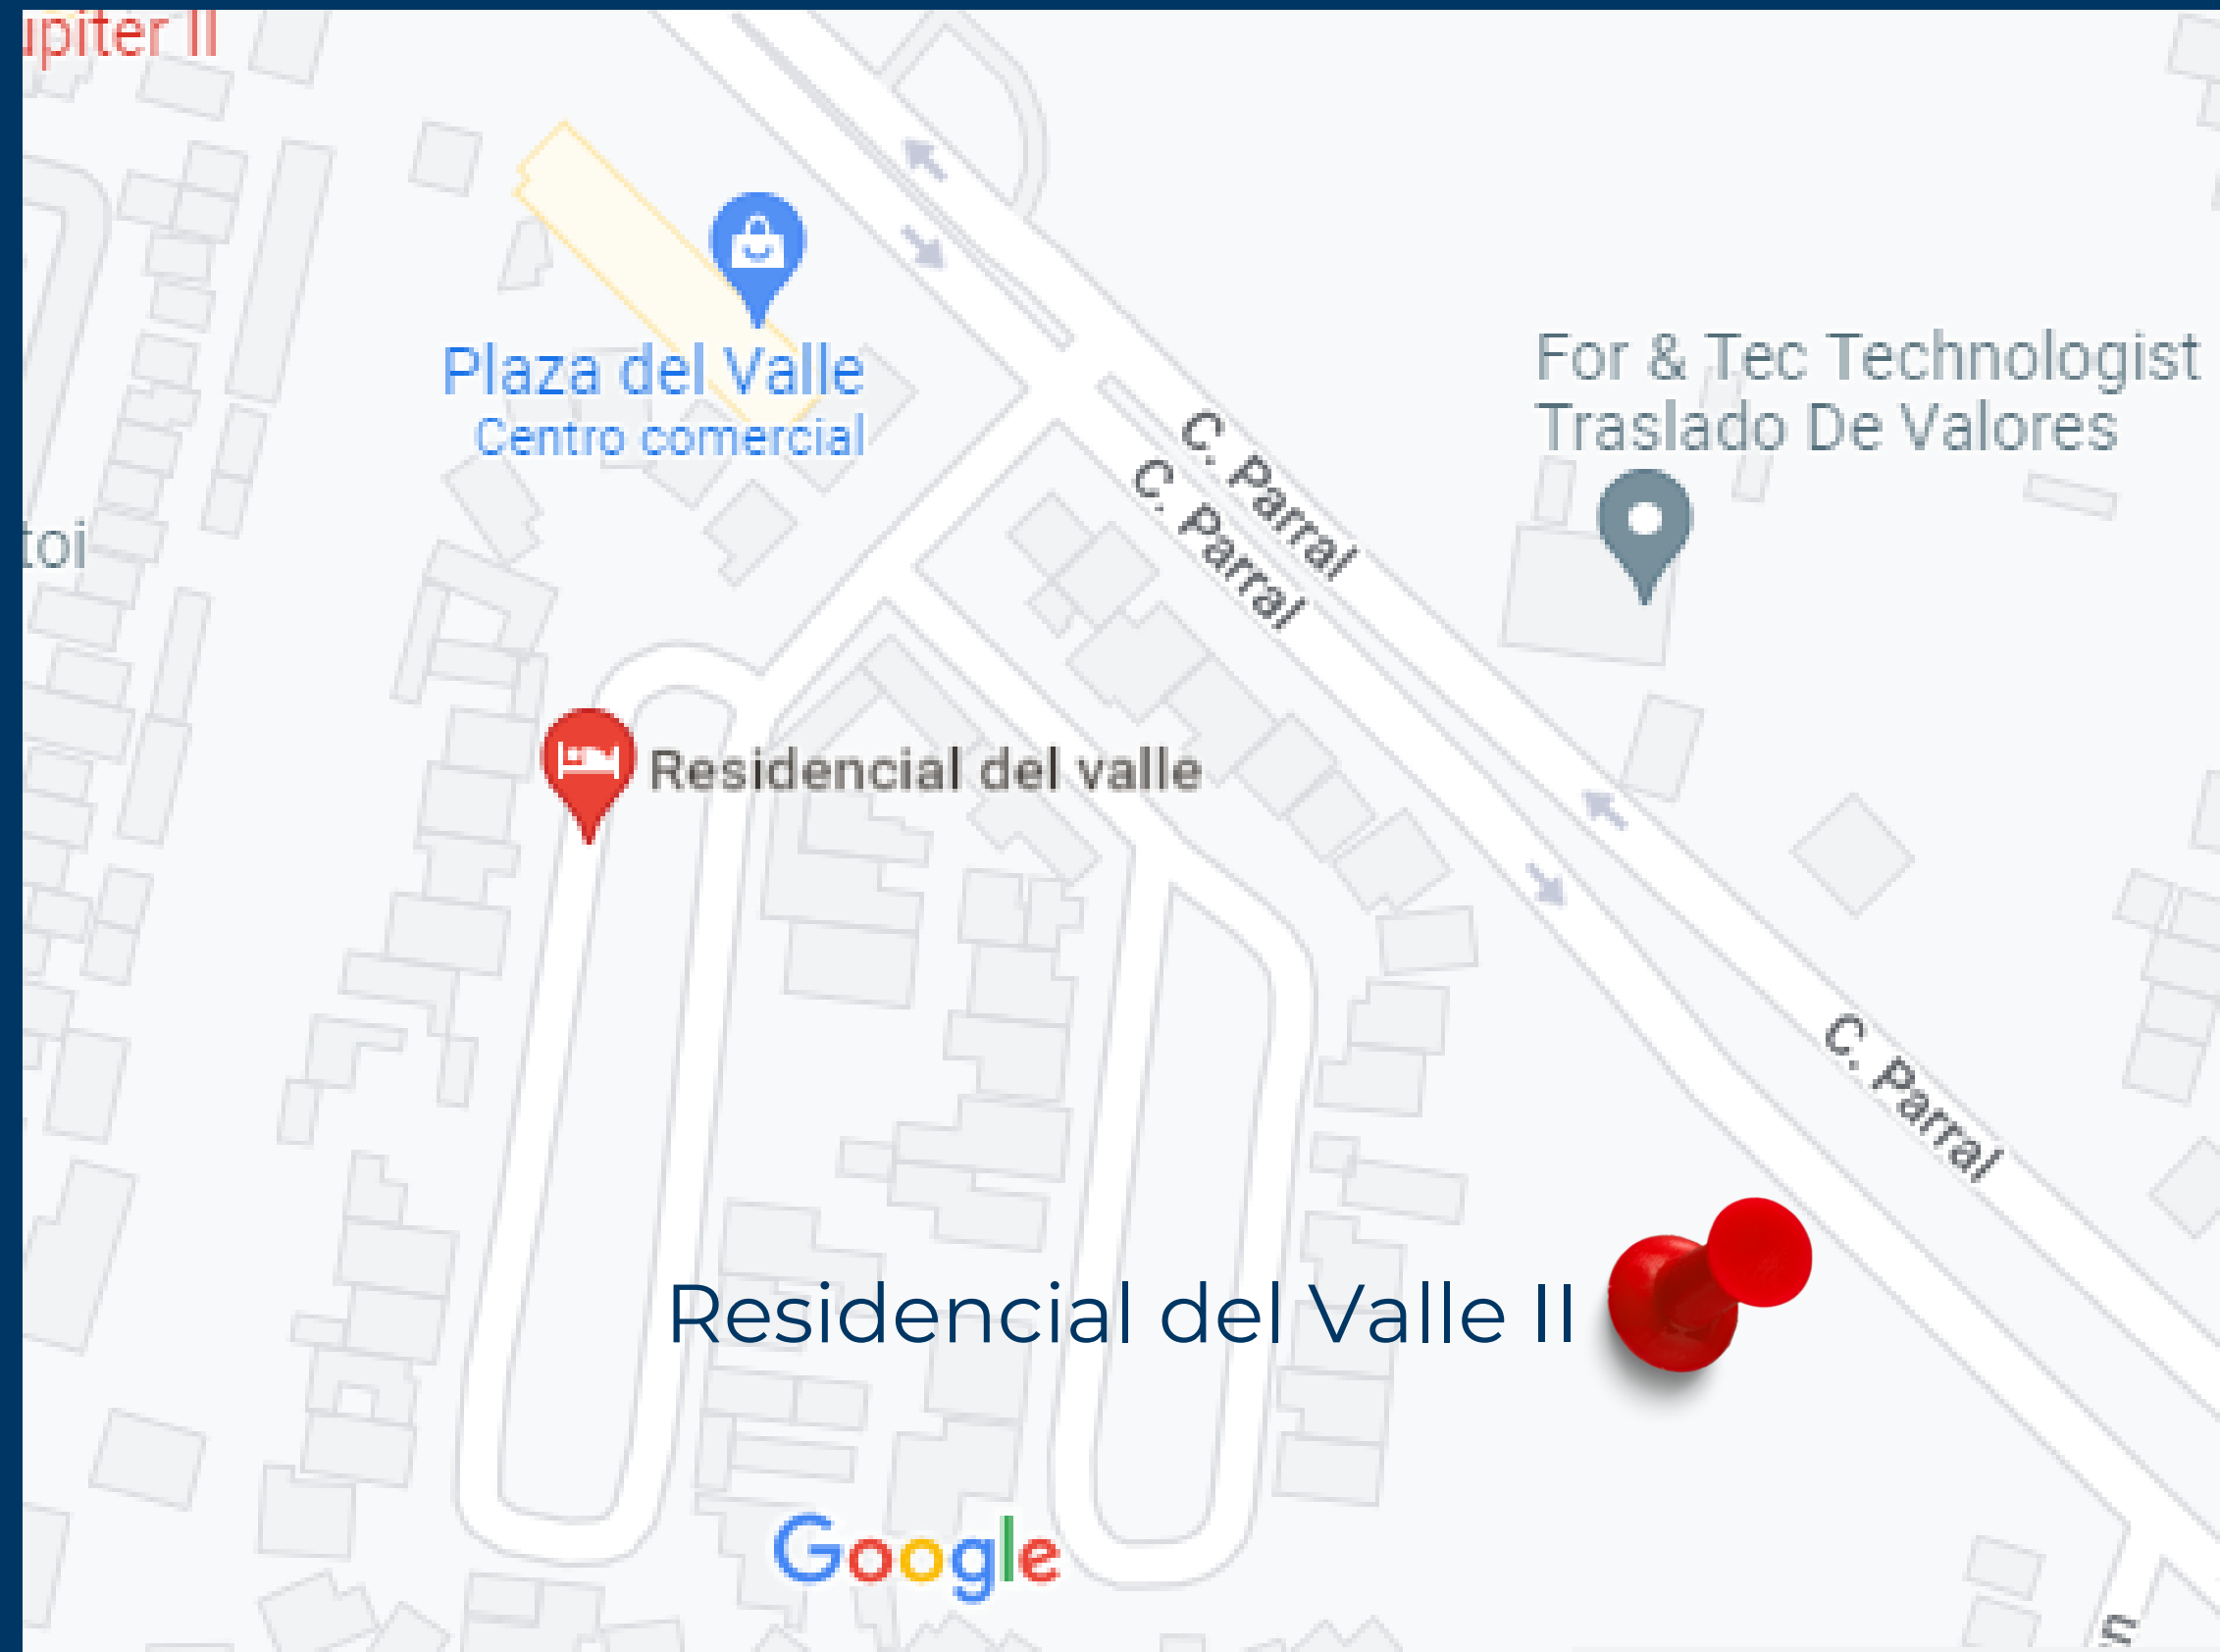 upiter II
Plaza del Valle
Centro comercial
For & Tec Technologist
Traslado De Valores
C. Parral
C. Parral
toi
Residencial del valle
C. Parral
Residencial del Valle II
Google